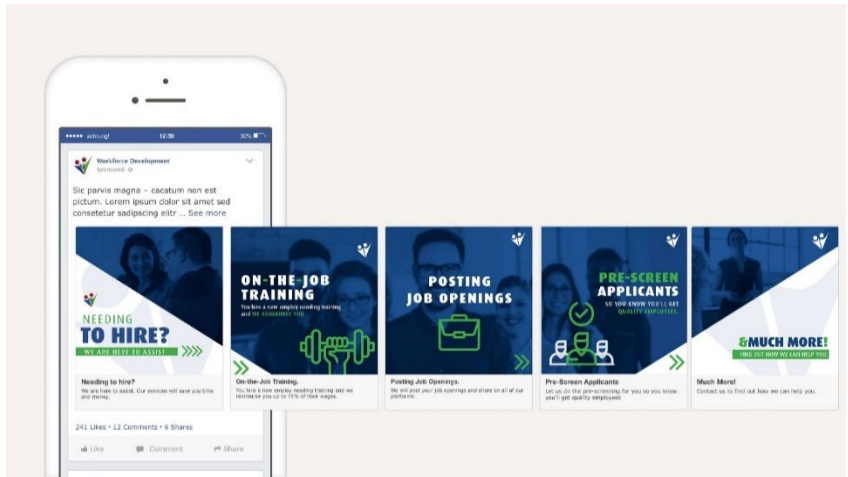 achtung!
12:30
30%
Workforce Development
Sponsored
Sic parvis magna – cacatum non est
pictum. Lorem ipsum dolor sit amet sed
consetetur sadipscing elitr ... See more
NEEDING
TO HIRE?
WE ARE HERE TO ASSIST
Needing to hire?
We are here to assist. Our services will save you time
and money.
ON-THE-JOB
TRAINING
You hire a new employ needing training
and WE REIMBURSE YOU
On-the-Job Training.
You hire a new employ needing training and we
reimburse you up to 75% of their wages.
POSTING
JOB OPENINGS
Posting Job Openings.
We will post your job openings and share on all of our
platforms.
PRE-SCREEN
APPLICANTS
SO YOU KNOW YOU'LL GET
QUALITY EMPLOYEES.
Pre-Screen Applicants
Let us do the pre-screening for you so you know
you'll get quality employees
&MUCH MORE!
FIND OUT HOW WE CAN HELP YOU
Much More!
Contact us to find out how we can help you.
241 Likes • 12 Comments • 6 Shares
Like
Comment
Share